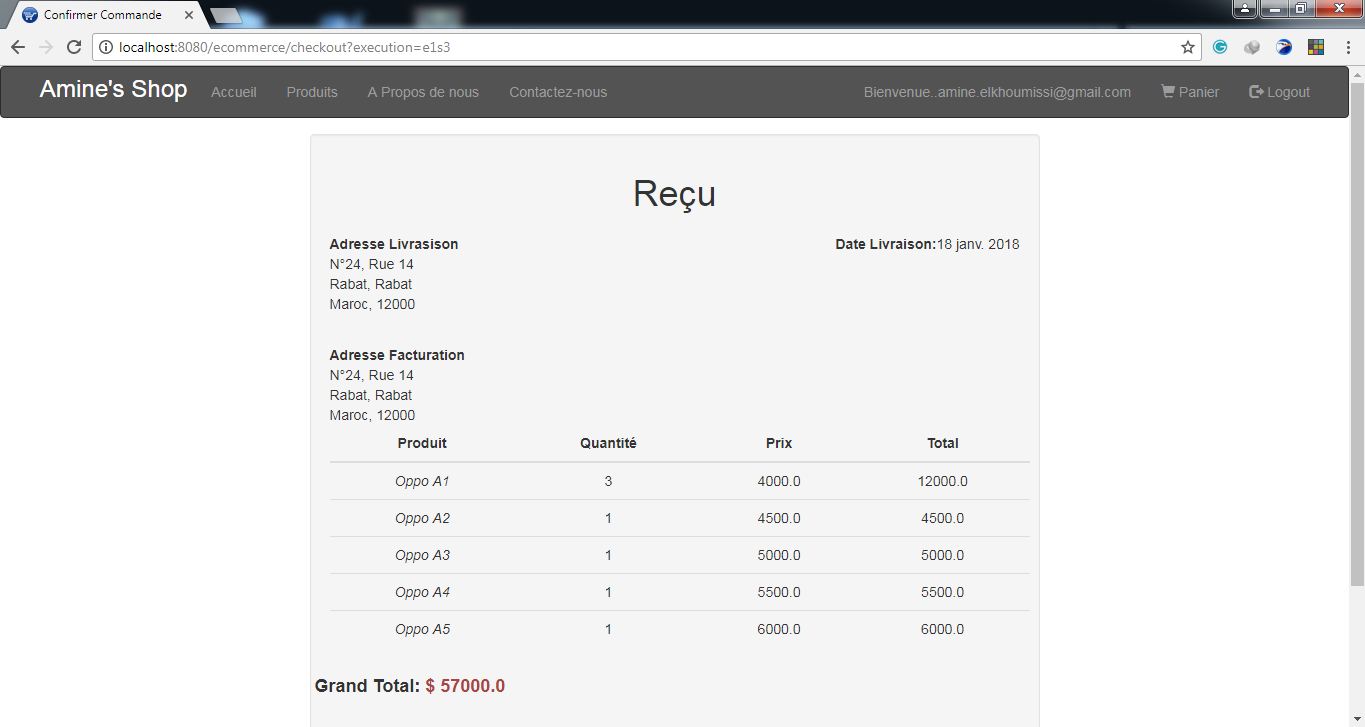 Confirmer Commande
localhost:8080/ecommerce/checkout?execution=e1s3
Amine's Shop Accueil Produits A Propos de nous Contactez-nous Bienvenue..amine.elkhoumissi@gmail.com Panier Logout
Reçu
Adresse Livrasison Date Livraison:18 janv. 2018
N°24, Rue 14
Rabat, Rabat
Maroc, 12000
Adresse Facturation
N°24, Rue 14
Rabat, Rabat
Maroc, 12000
Produit Quantité Prix Total
Oppo A1 3 4000.0 12000.0
Oppo A2 1 4500.0 4500.0
Oppo A3 1 5000.0 5000.0
Oppo A4 1 5500.0 5500.0
Oppo A5 1 6000.0 6000.0
Grand Total: $ 57000.0